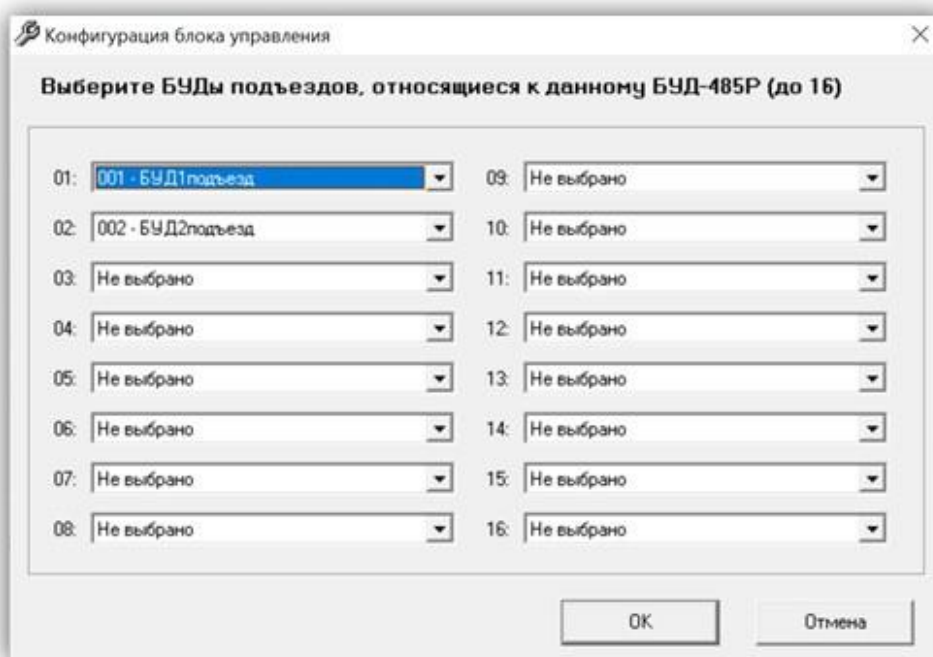 Конфигурация блока управления
Выберите БУДы подъездов, относящиеся к данному БУД-485Р (до 16)
01: 001 - БУД1подъезд
02: 002 - БУД2подъезд
03: Не выбрано
04: Не выбрано
05: Не выбрано
06: Не выбрано
07: Не выбрано
08: Не выбрано
09: Не выбрано
10: Не выбрано
11: Не выбрано
12: Не выбрано
13: Не выбрано
14: Не выбрано
15: Не выбрано
16: Не выбрано
OK Отмена